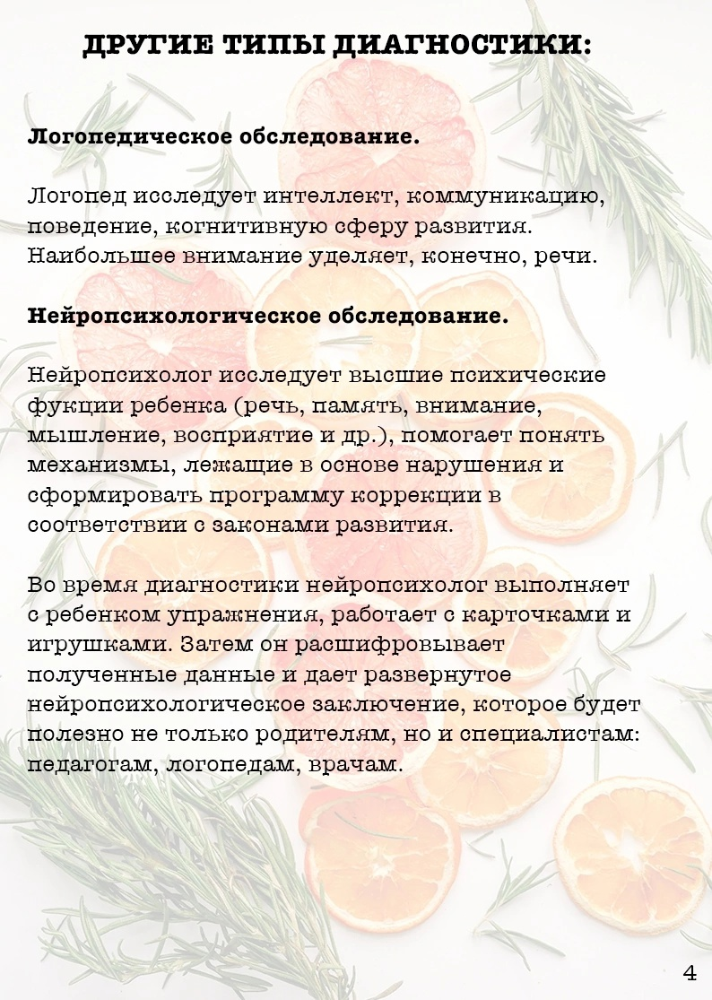 ДРУГИЕ ТИПЫ ДИАГНОСТИКИ:
Логопедическое обследование.
Логопед исследует интеллект, коммуникацию,
поведение, когнитивную сферу развития.
Наибольшее внимание уделяет, конечно, речи.
Нейропсихологическое обследование.
Нейропсихолог исследует высшие психические
фукции ребенка (речь, память, внимание,
мышление, восприятие и др.), помогает понять
механизмы, лежащие в основе нарушения и
сформировать программу коррекции в
соответствии с законами развития.
Во время диагностики нейропсихолог выполняет
с ребенком упражнения, работает с карточками и
игрушками. Затем он расшифровывает
полученные данные и дает развернутое
нейропсихологическое заключение, которое будет
полезно не только родителям, но и специалистам:
педагогам, логопедам, врачам.
4